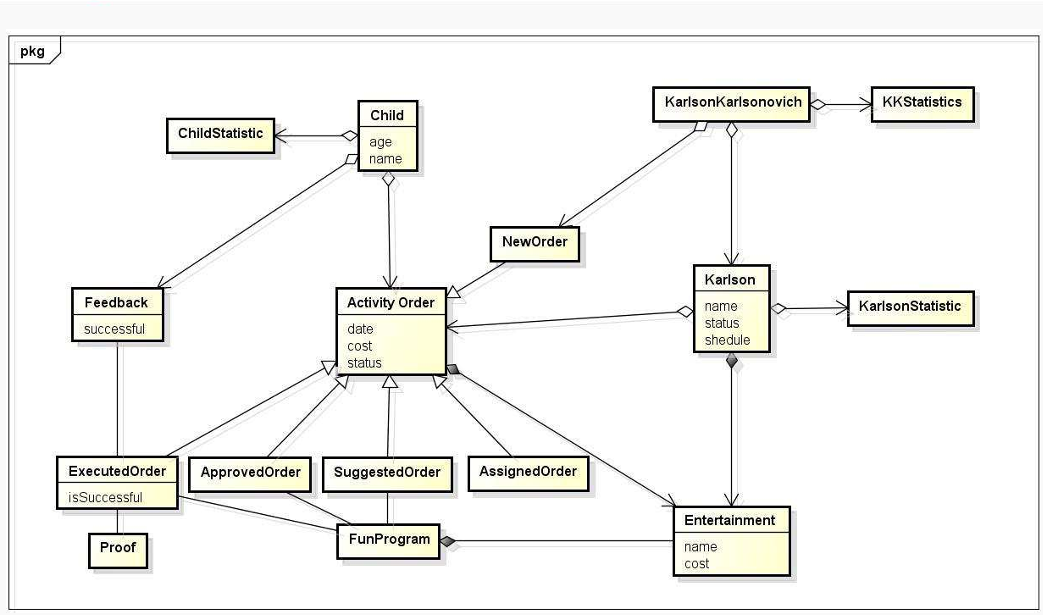 pkg
KarlsonKarlsonovich
KKStatistics
Child
age
name
ChildStatistic
NewOrder
Karlson
name
status
shedule
KarlsonStatistic
Feedback
successful
Activity Order
date
cost
status
ExecutedOrder
isSuccessful
ApprovedOrder
SuggestedOrder
AssignedOrder
Entertainment
name
cost
Proof
FunProgram